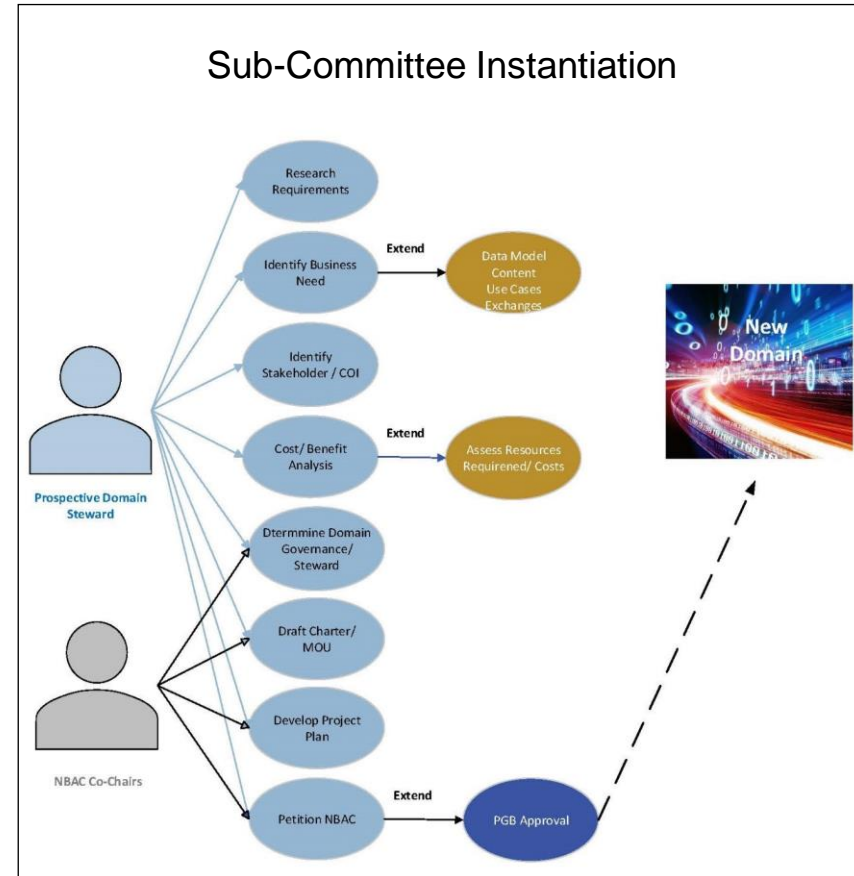 Sub-Committee Instantiation
Research
Requirements
Identify Business
Need
Extend
Data Model
Content
Use Cases
Exchanges
New
Domain
Identify
Stakeholder / COI
Cost/ Benefit
Analysis
Extend
Assess Resources
Requirened/ Costs
Prospective Domain
Steward
Dtermmine Domain
Governance/
Steward
Draft Charter/
MOU
Develop Project
Plan
NBAC Co-Chairs
Petition NBAC
Extend
PGB Approval